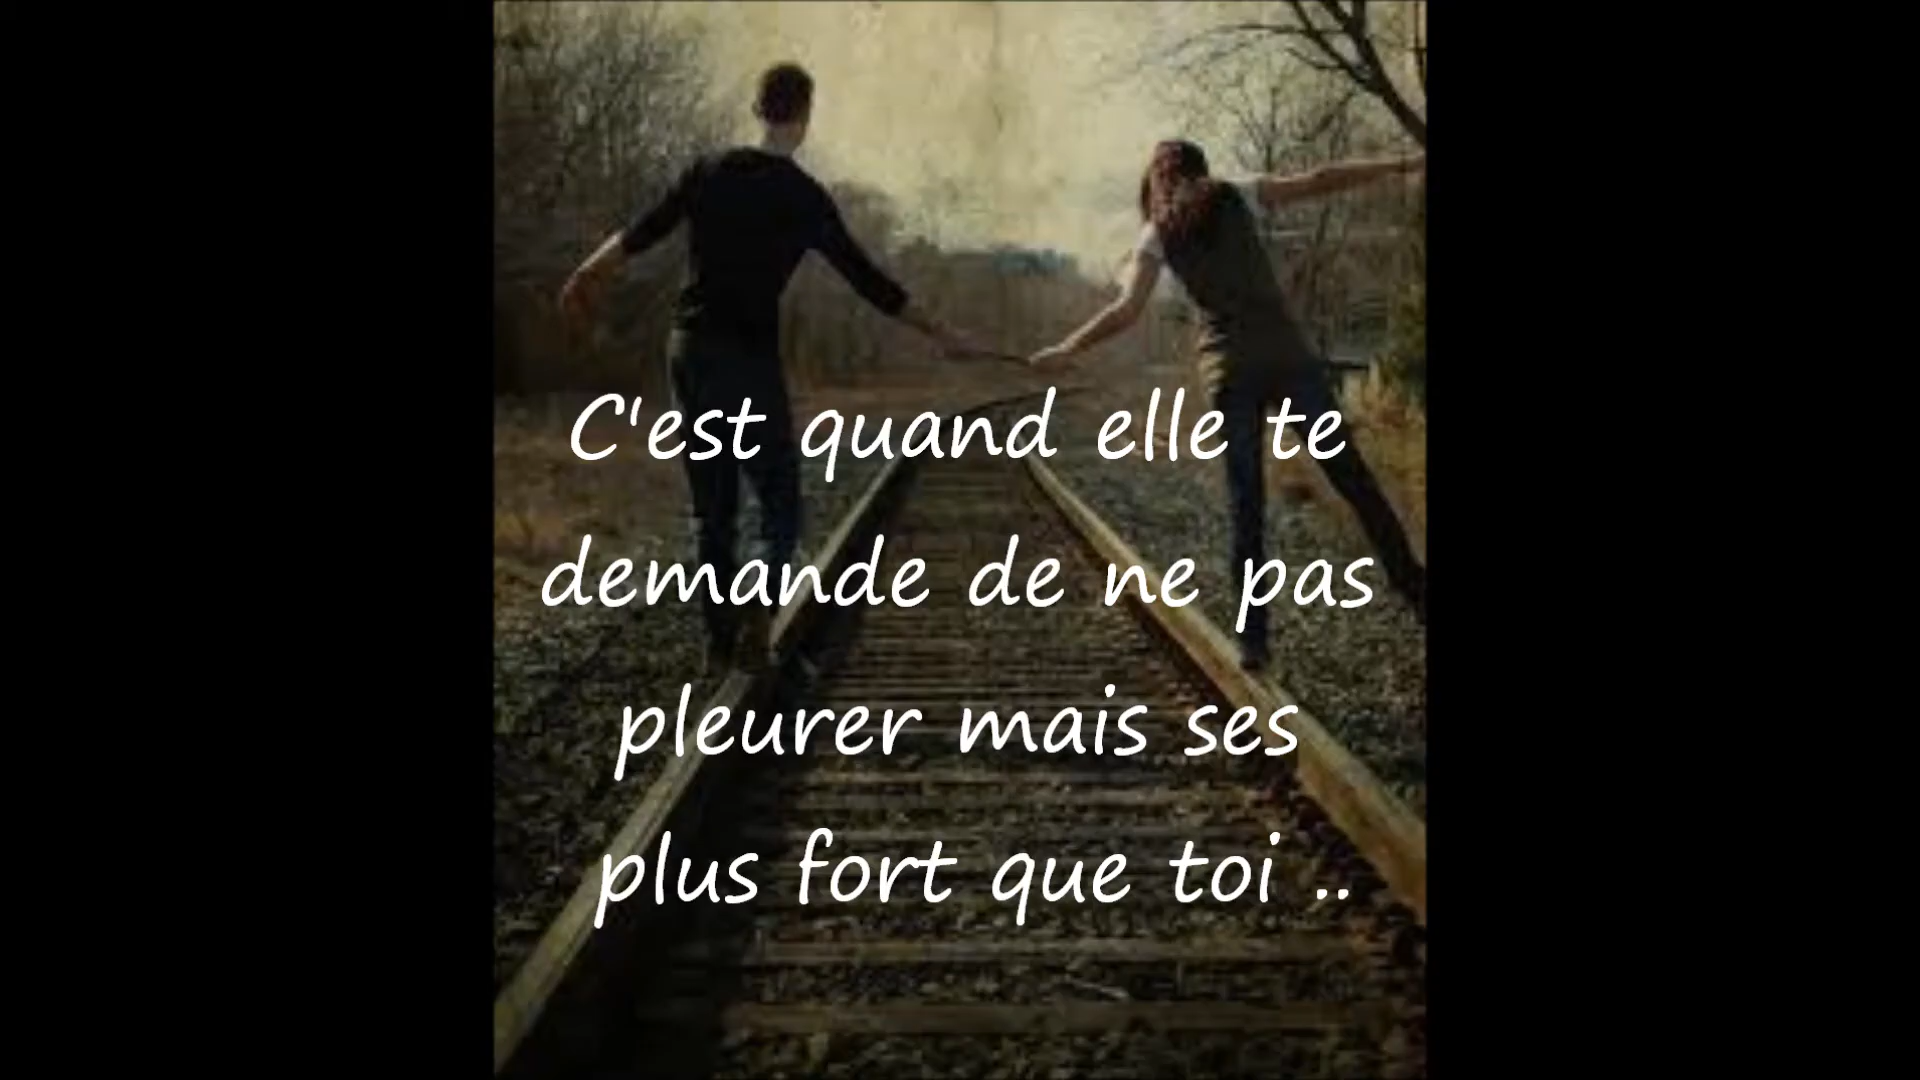 C'est quand elle te
demande de ne pas
pleurer mais ses
plus fort que toi ..